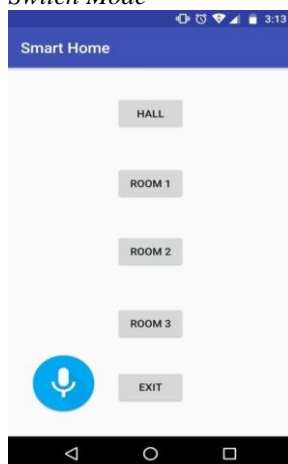 Switch Mode
3:13
Smart Home
HALL
ROOM 1
ROOM 2
ROOM 3
EXIT